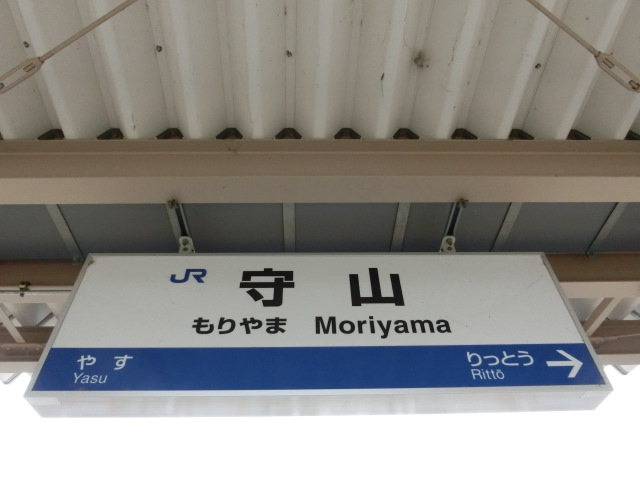 JR 守山
もりやま Moriyama
やす りっとう →
Yasu Rittō